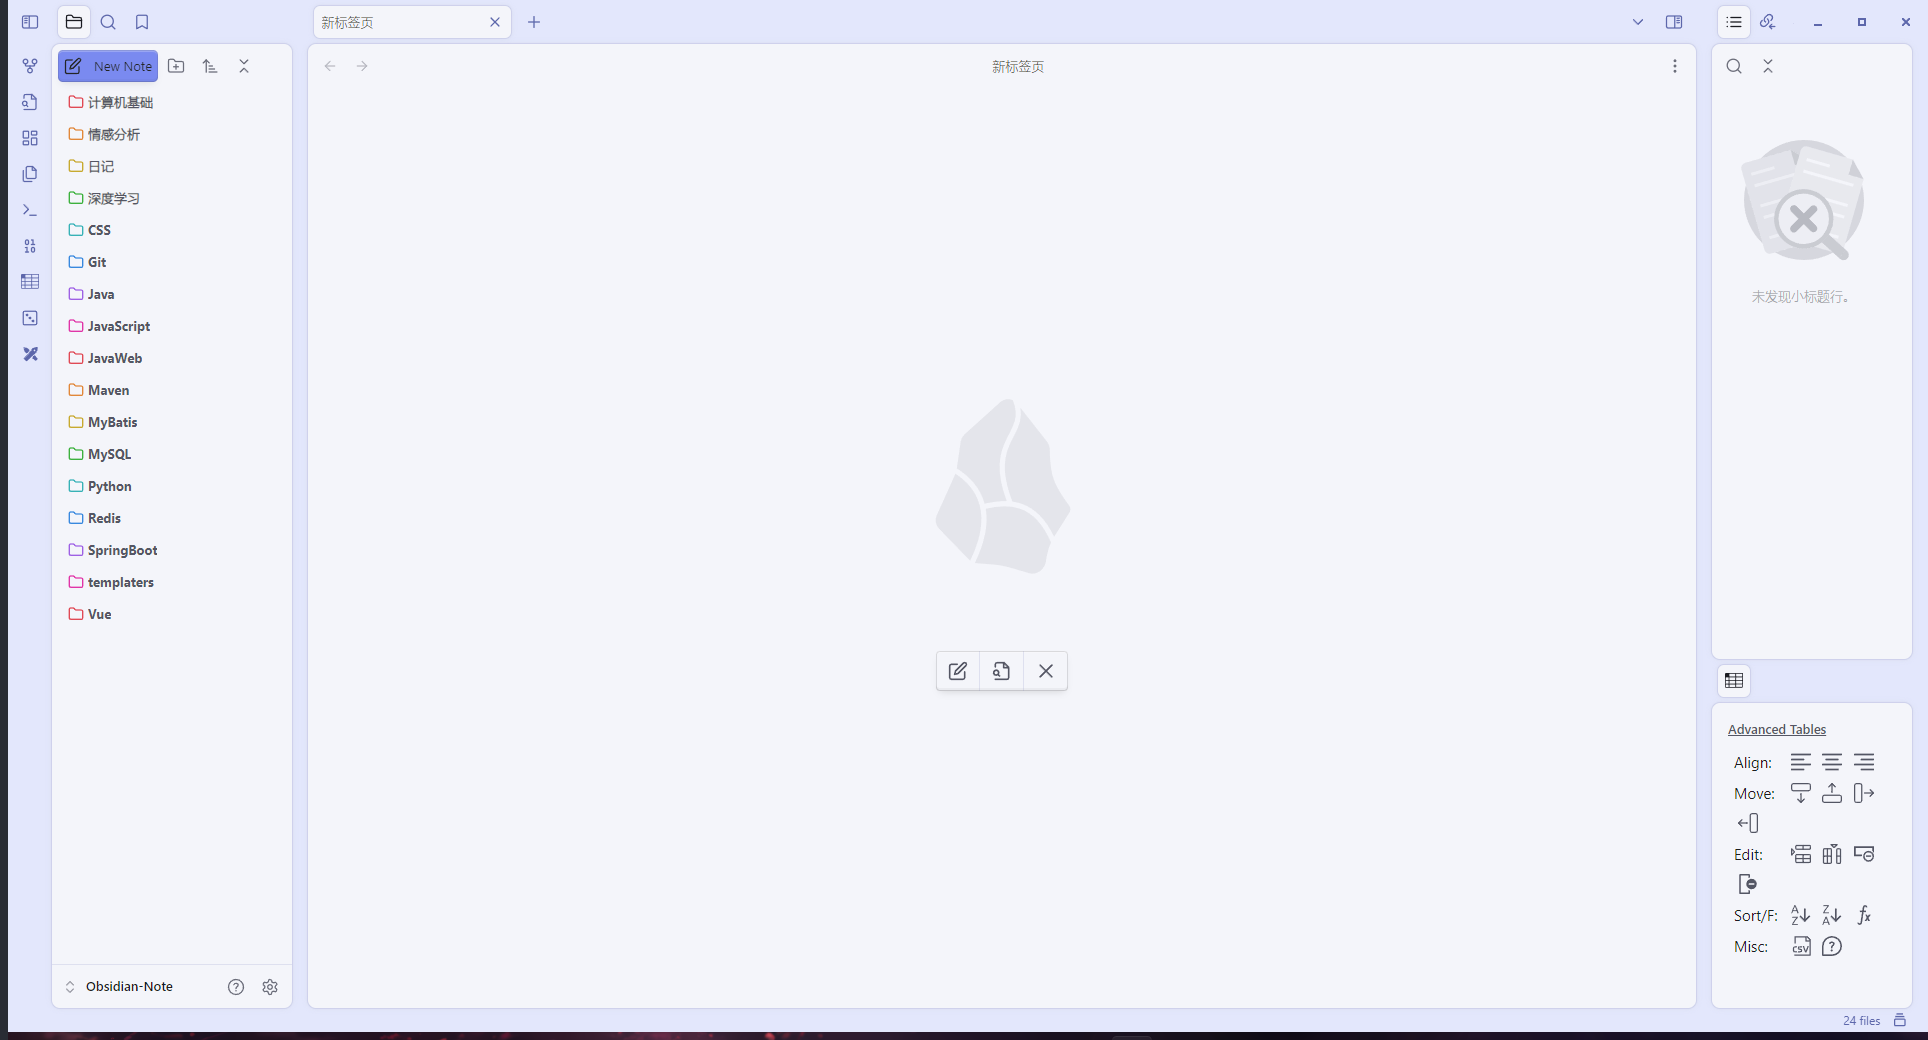 新标签页
New Note
计算机基础
情感分析
日记
深度学习
CSS
Git
Java
JavaScript
JavaWeb
Maven
MyBatis
MySQL
Python
Redis
SpringBoot
templaters
Vue
Obsidian-Note
新标签页
未发现小标题行。
Advanced Tables
Align:
Move:
Edit:
Sort/F:
Misc:
24 files